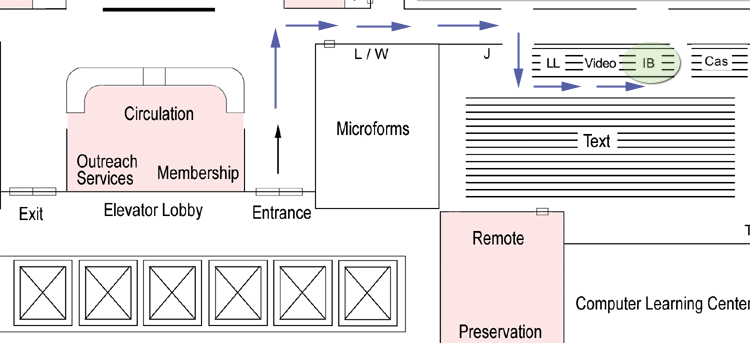 L / W
J
LL
Video
IB
Cas
Circulation
Microforms
Text
Outreach
Services
Membership
Exit
Elevator Lobby
Entrance
Remote
Computer Learning Center
Preservation